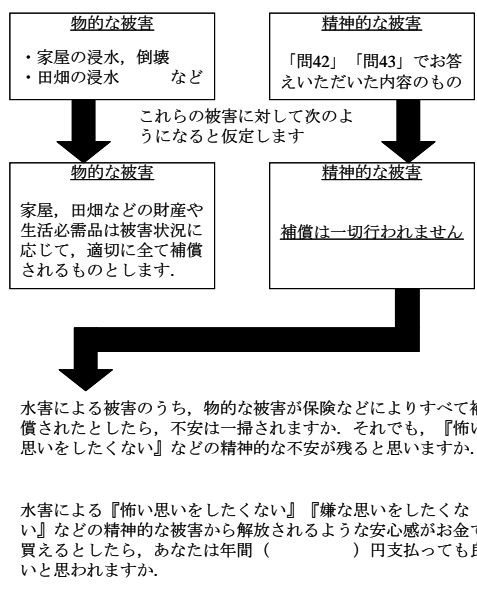 物的な被害
・家屋の浸水，倒壊
・田畑の浸水　　　など
精神的な被害
「問42」「問43」でお答
えいただいた内容のもの
これらの被害に対して次のよ
うになると仮定します
物的な被害
家屋，田畑などの財産や
生活必需品は被害状況に
応じて，適切に全て補償
されるものとします．
精神的な被害
補償は一切行われません
水害による被害のうち，物的な被害が保険などによりすべて補
償されたとしたら，不安は一掃されますか．それでも，『怖い
思いをしたくない』などの精神的な不安が残ると思いますか．
水害による『怖い思いをしたくない』『嫌な思いをしたくな
い』などの精神的な被害から解放されるような安心感がお金で
買えるとしたら，あなたは年間（　　　　　）円支払っても良
いと思われますか．